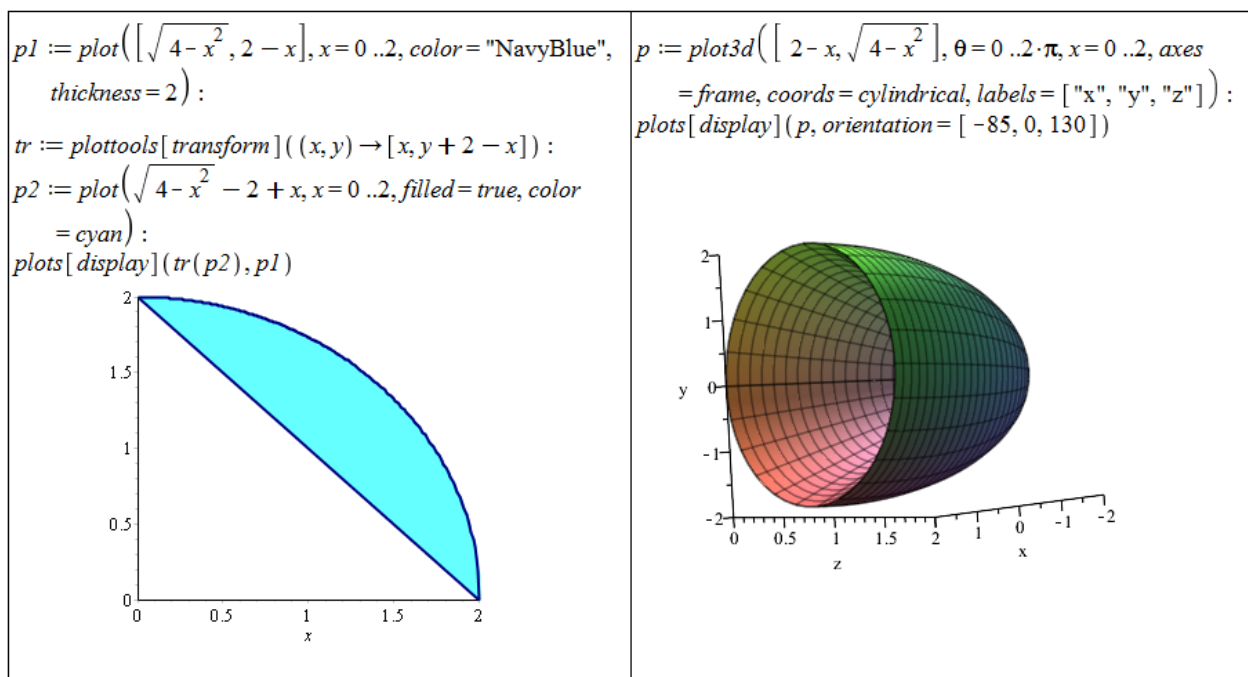 p1 := plot([√(4 − x²), 2 − x], x = 0 ..2, color = "NavyBlue",
thickness = 2) :
tr := plottools[transform]((x, y) → [x, y + 2 − x]) :
p2 := plot(√(4 − x²) − 2 + x, x = 0 ..2, filled = true, color
= cyan) :
plots[display](tr(p2), p1)
2
1.5
1
0.5
0
0 0.5 1 1.5 2
x
p := plot3d([ 2 − x, √(4 − x²) ], θ = 0 ..2·π, x = 0 ..2, axes
= frame, coords = cylindrical, labels = [ "x", "y", "z"]) :
plots[display](p, orientation = [ −85, 0, 130 ])
2
1
y 0
-1
-2
0 0.5 1 1.5 2
z
1 0 -1 -2
x